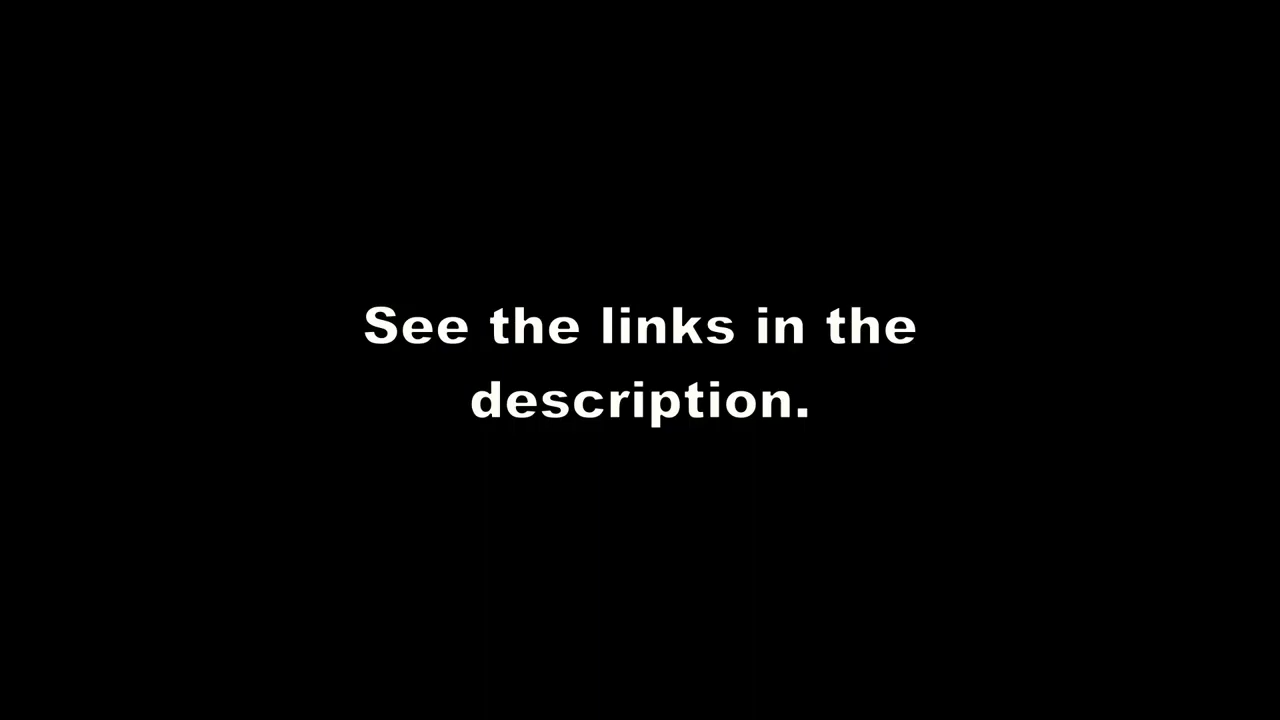 See the links in the
description.